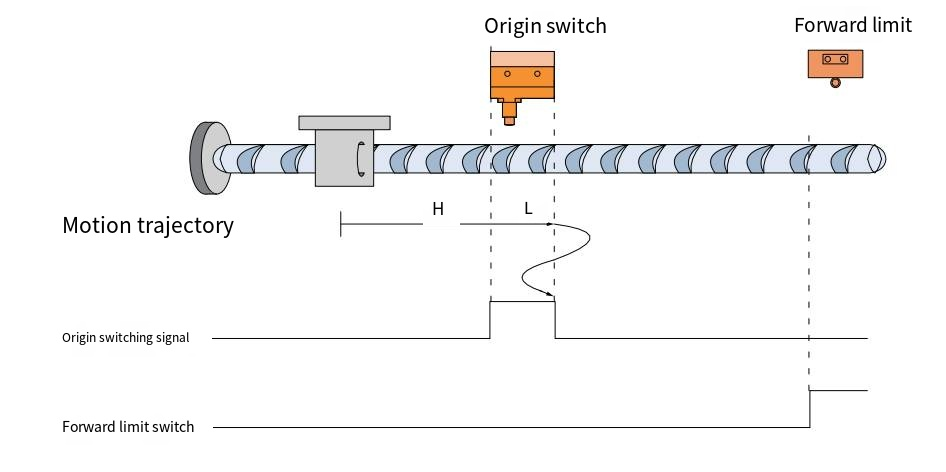 Origin switch
Forward limit
H
L
Motion trajectory
Origin switching signal
Forward limit switch